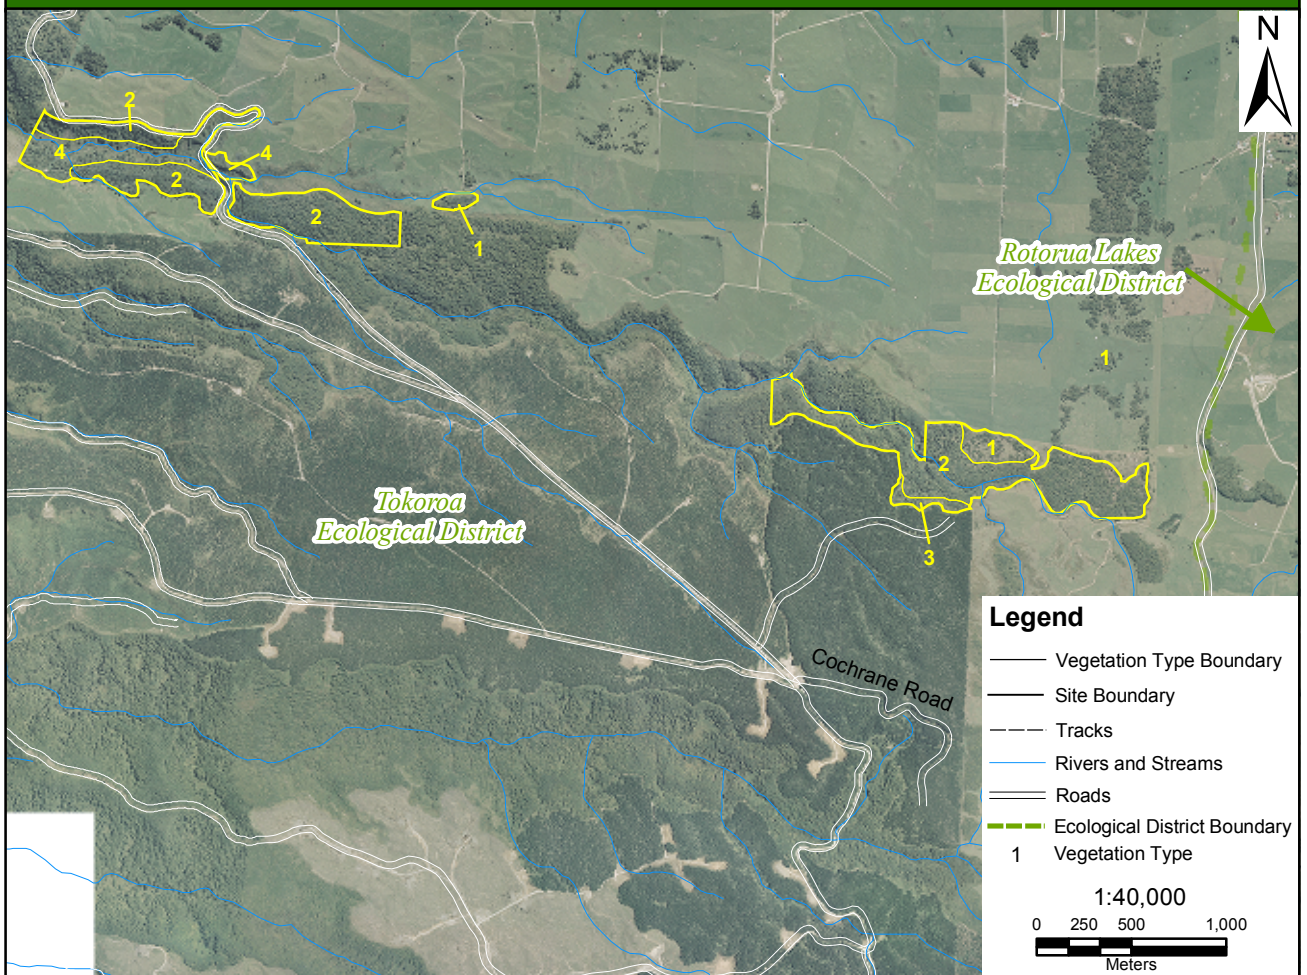 N
2
4
4
2
2
1
Rotorua Lakes
Ecological District
1
1
2
3
Tokoroa
Ecological District
Cochrane Road
Legend
Vegetation Type Boundary
Site Boundary
Tracks
Rivers and Streams
Roads
Ecological District Boundary
1 Vegetation Type
1:40,000
0 250 500 1,000
Meters